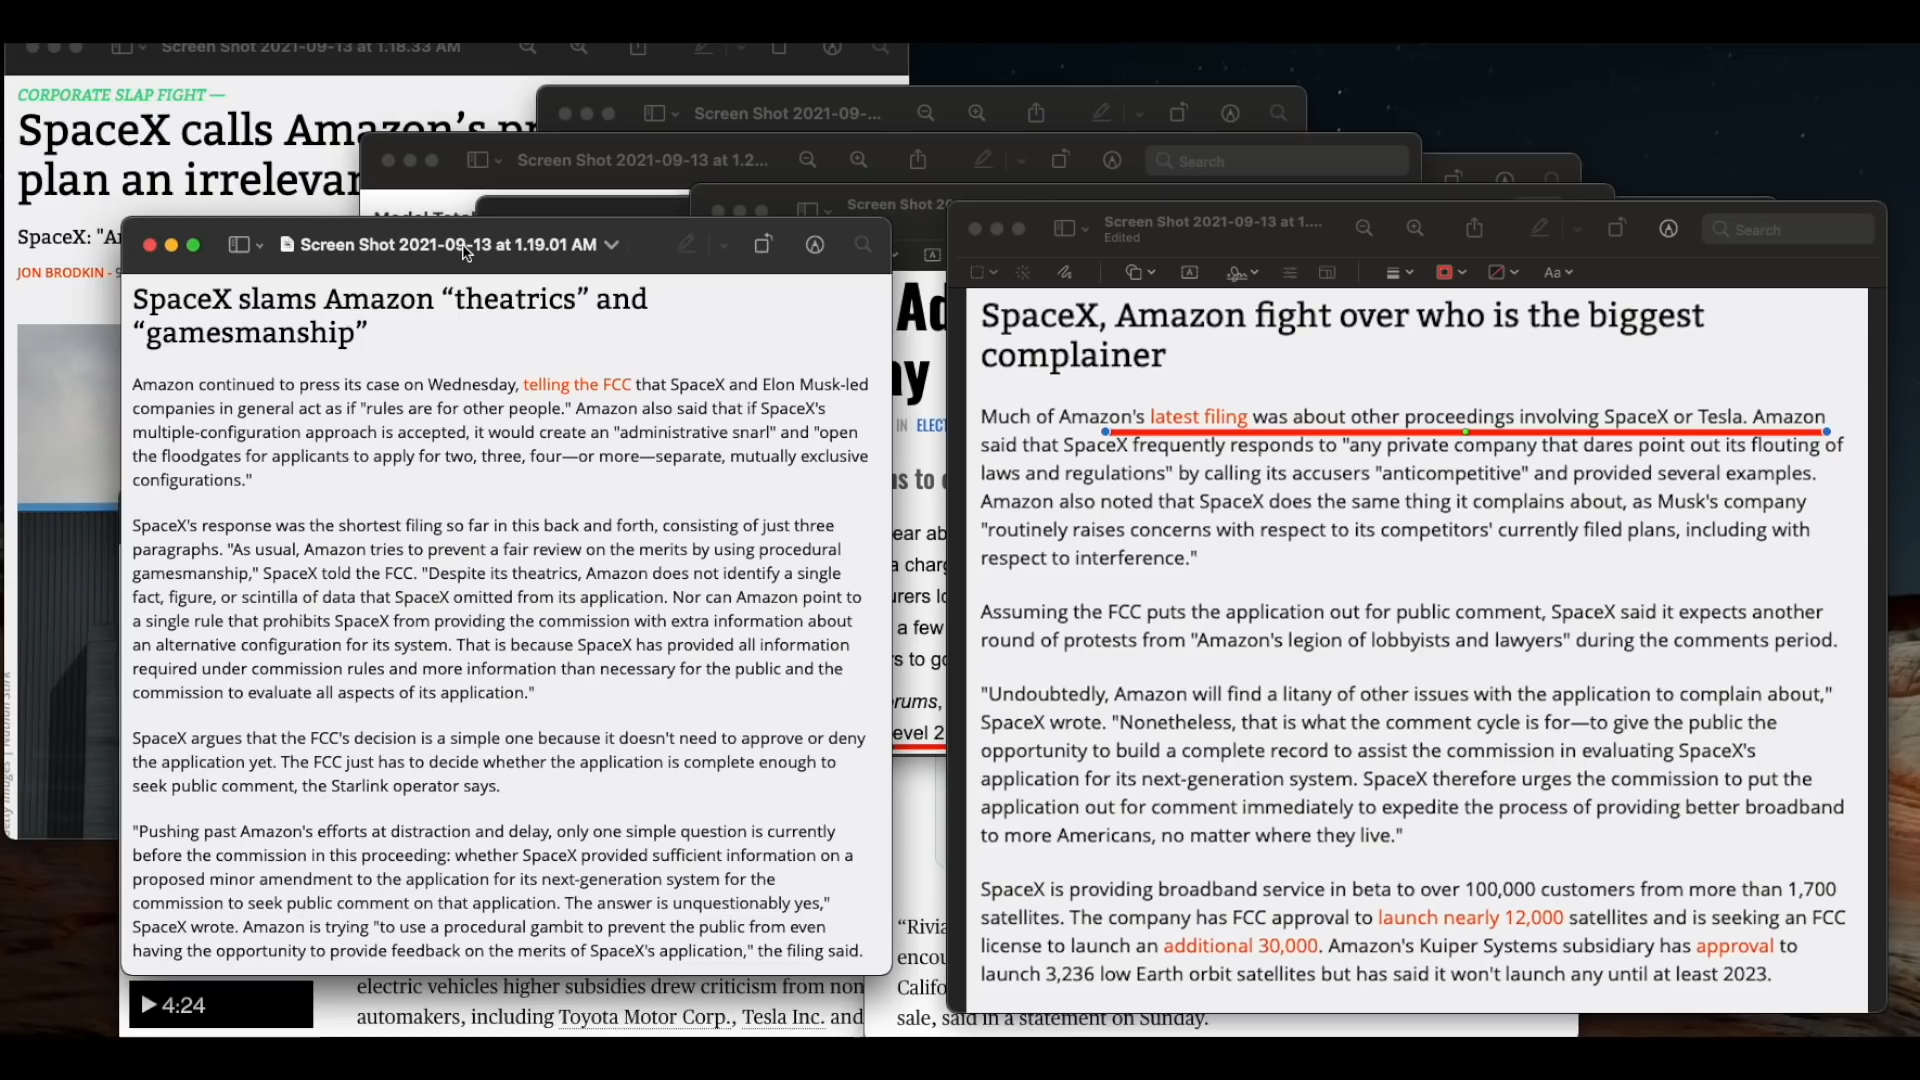 Screen Shot 2021-09-13 at 1.18.33 AM
CORPORATE SLAP FIGHT —
SpaceX calls Amazon's
plan an
SpaceX:
JON BRODKIN -
Screen Shot 2021-09-...
Screen Shot 2021-09-13 at 1.2...
Search
Model
Screen Shot
Screen Shot 2021-09-13 at 1.19.01 AM
SpaceX slams Amazon “theatrics” and
“gamesmanship”
Amazon continued to press its case on Wednesday, telling the FCC that SpaceX and Elon Musk-led
companies in general act as if "rules are for other people." Amazon also said that if SpaceX's
multiple-configuration approach is accepted, it would create an "administrative snarl" and "open
the floodgates for applicants to apply for two, three, four—or more—separate, mutually exclusive
configurations."
SpaceX's response was the shortest filing so far in this back and forth, consisting of just three
paragraphs. "As usual, Amazon tries to prevent a fair review on the merits by using procedural
gamesmanship," SpaceX told the FCC. "Despite its theatrics, Amazon does not identify a single
fact, figure, or scintilla of data that SpaceX omitted from its application. Nor can Amazon point to
a single rule that prohibits SpaceX from providing the commission with extra information about
an alternative configuration for its system. That is because SpaceX has provided all information
required under commission rules and more information than necessary for the public and the
commission to evaluate all aspects of its application."
SpaceX argues that the FCC's decision is a simple one because it doesn't need to approve or deny
the application yet. The FCC just has to decide whether the application is complete enough to
seek public comment, the Starlink operator says.
"Pushing past Amazon's efforts at distraction and delay, only one simple question is currently
before the commission in this proceeding: whether SpaceX provided sufficient information on a
proposed minor amendment to the application for its next-generation system for the
commission to seek public comment on that application. The answer is unquestionably yes,"
SpaceX wrote. Amazon is trying "to use a procedural gambit to prevent the public from even
having the opportunity to provide feedback on the merits of SpaceX's application," the filing said.
4:24
electric vehicles higher subsidies drew criticism from non
automakers, including Toyota Motor Corp., Tesla Inc. and
IN
a few
to
level 2
sale, said in a statement on Sunday.
Screen Shot 2021-09-13 at 1....
Edited
Search
Aa
SpaceX, Amazon fight over who is the biggest
complainer
Much of Amazon's latest filing was about other proceedings involving SpaceX or Tesla. Amazon
said that SpaceX frequently responds to "any private company that dares point out its flouting of
laws and regulations" by calling its accusers "anticompetitive" and provided several examples.
Amazon also noted that SpaceX does the same thing it complains about, as Musk's company
"routinely raises concerns with respect to its competitors' currently filed plans, including with
respect to interference."
Assuming the FCC puts the application out for public comment, SpaceX said it expects another
round of protests from "Amazon's legion of lobbyists and lawyers" during the comments period.
"Undoubtedly, Amazon will find a litany of other issues with the application to complain about,"
SpaceX wrote. "Nonetheless, that is what the comment cycle is for—to give the public the
opportunity to build a complete record to assist the commission in evaluating SpaceX's
application for its next-generation system. SpaceX therefore urges the commission to put the
application out for comment immediately to expedite the process of providing better broadband
to more Americans, no matter where they live."
SpaceX is providing broadband service in beta to over 100,000 customers from more than 1,700
satellites. The company has FCC approval to launch nearly 12,000 satellites and is seeking an FCC
license to launch an additional 30,000. Amazon's Kuiper Systems subsidiary has approval to
launch 3,236 low Earth orbit satellites but has said it won't launch any until at least 2023.